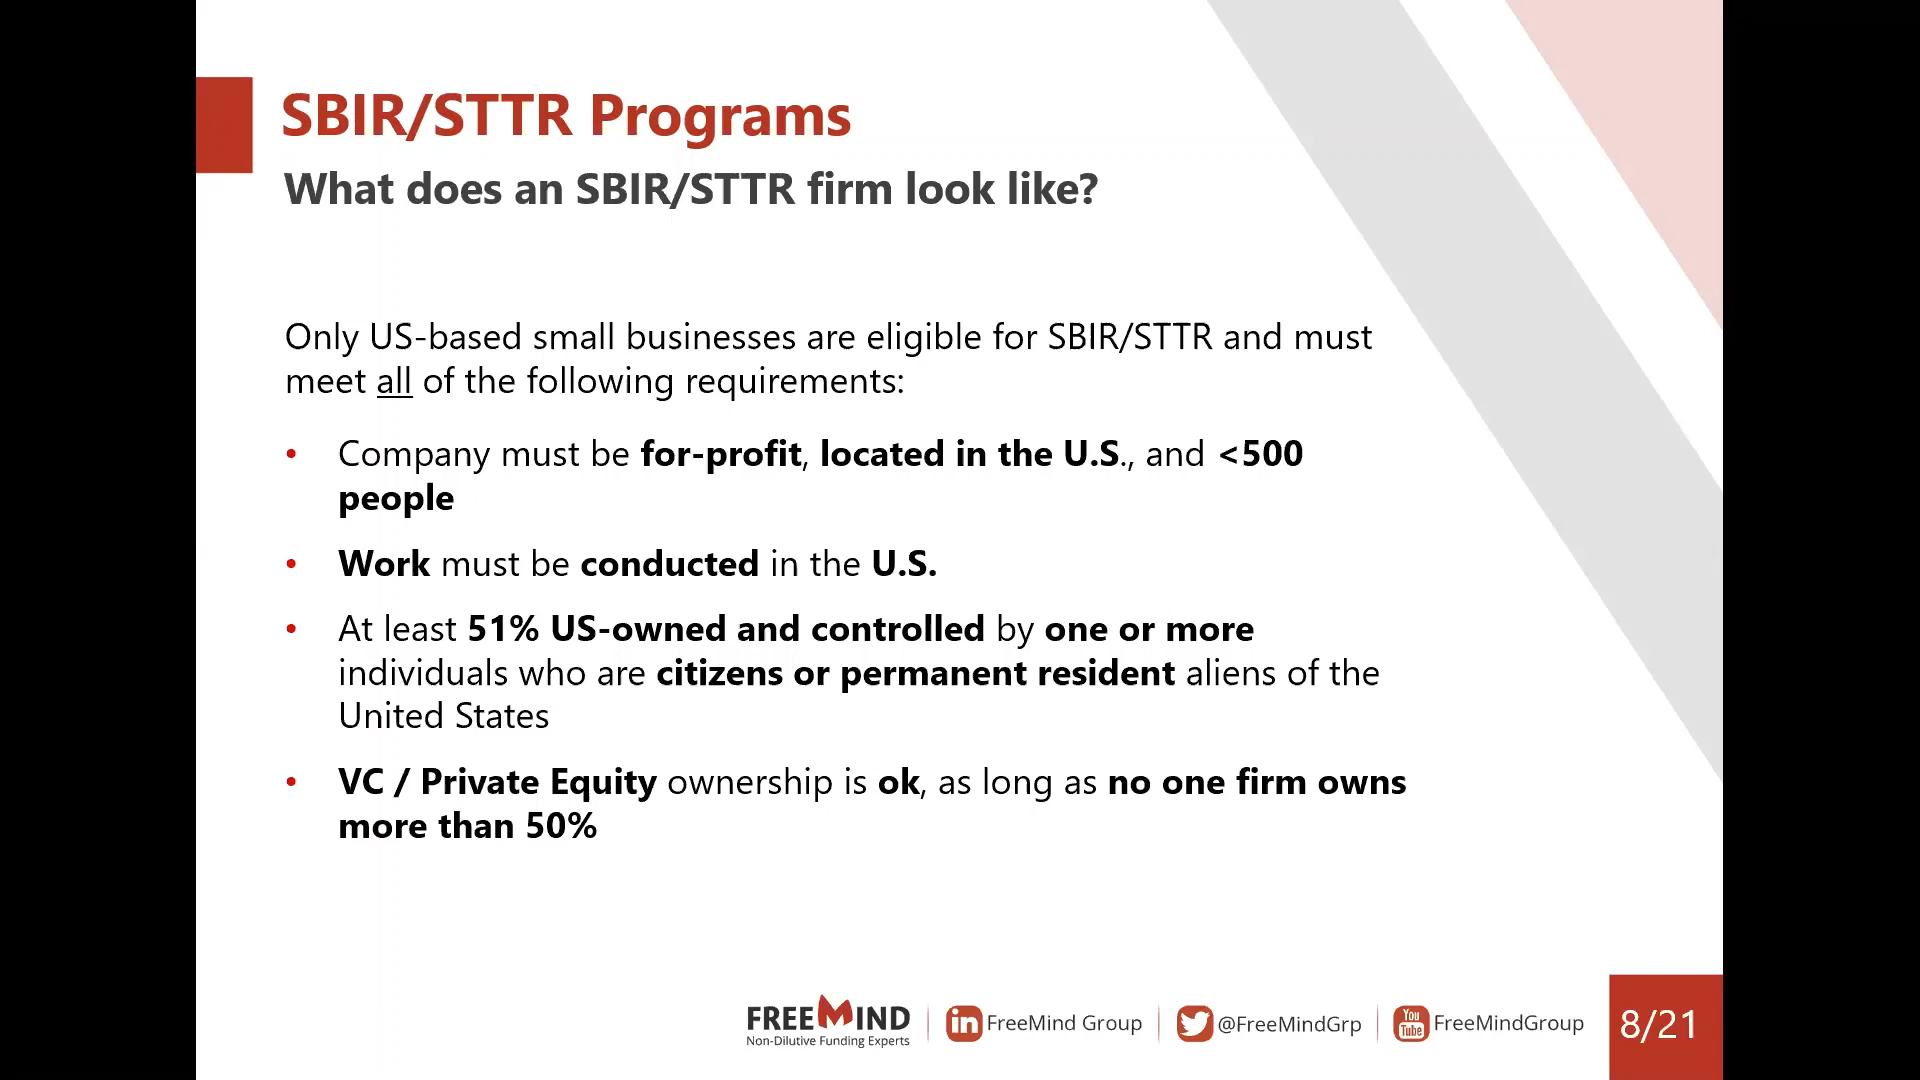 SBIR/STTR Programs
What does an SBIR/STTR firm look like?
Only US-based small businesses are eligible for SBIR/STTR and must
meet all of the following requirements:
• Company must be for-profit, located in the U.S., and <500
people
• Work must be conducted in the U.S.
• At least 51% US-owned and controlled by one or more
individuals who are citizens or permanent resident aliens of the
United States
• VC / Private Equity ownership is ok, as long as no one firm owns
more than 50%
FREEMIND
Non-Dilutive Funding Experts
in FreeMind Group
@FreeMindGrp
You
Tube
FreeMindGroup
8/21